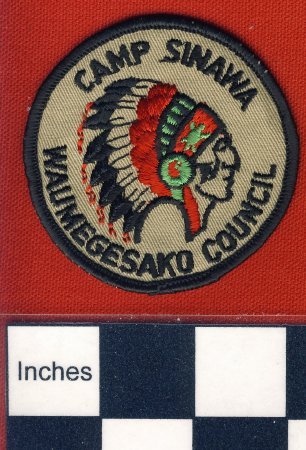 CAMP SINAWA
WAUMEGESAKO COUNCIL
Inches